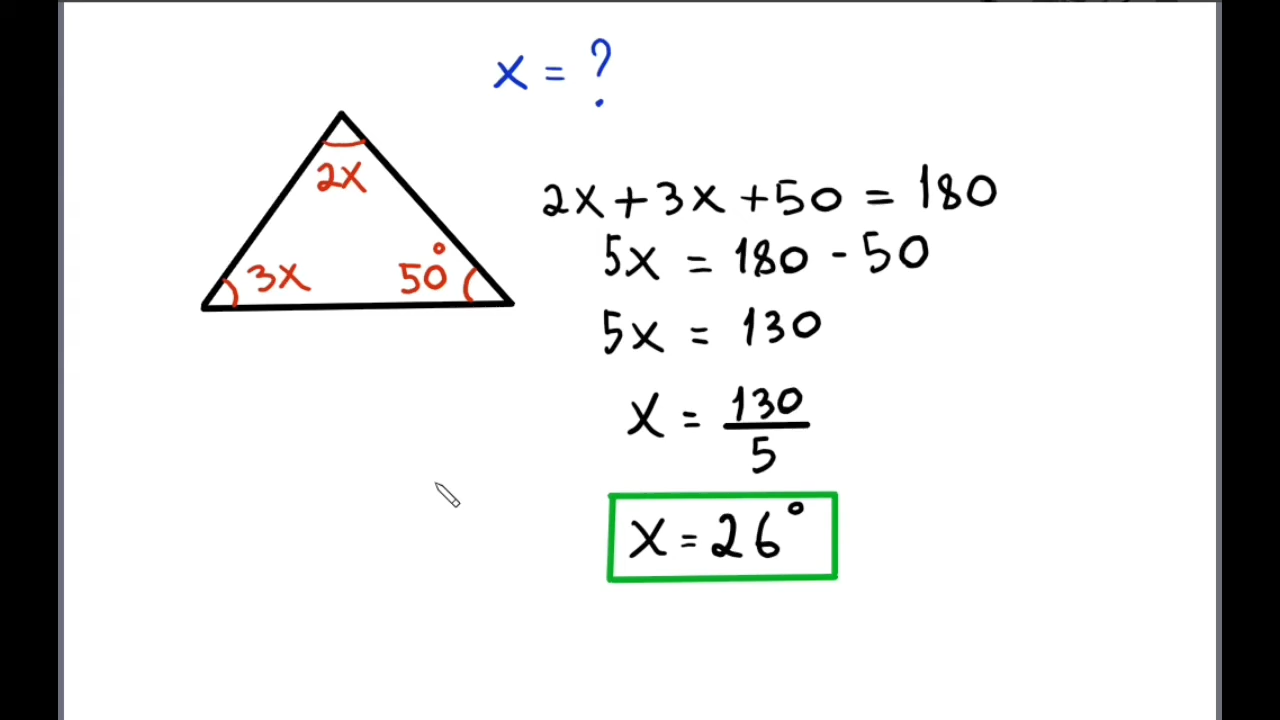 x = ?
2x
3x
50°
2x + 3x + 50 = 180
5x = 180 - 50
5x = 130
x = 130/5
x = 26°